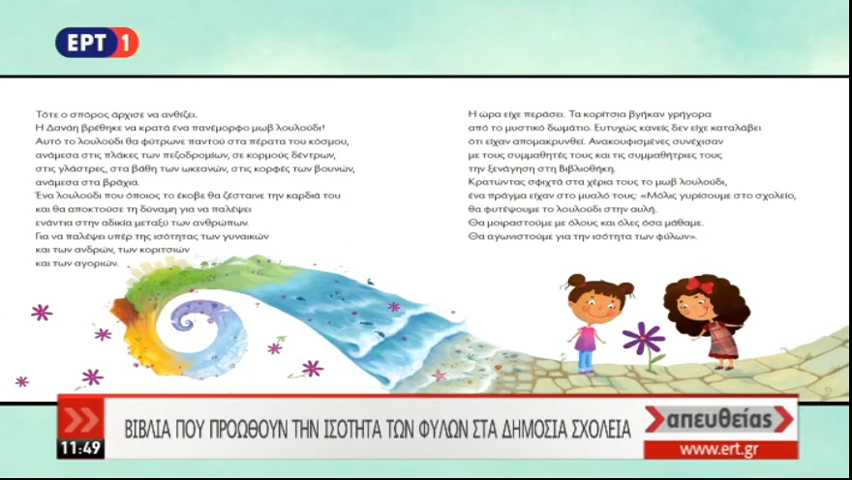 ΕΡΤ 1
Τότε ο σπόρος άρχισε να ανθίζει.
Η Δανάη βρέθηκε να κρατά ένα πανέμορφο μωβ λουλούδι!
Αυτό το λουλούδι θα φύτρωνε παντού στα πέρατα του κόσμου,
ανάμεσα στις πλάκες των πεζοδρομίων, σε κορμούς δέντρων,
στις γλάστρες, στα βάθη των ωκεανών, στις κορφές των βουνών,
ανάμεσα στα βράχια.
Ένα λουλούδι που όποιος το έκοβε θα ζέσταινε την καρδιά του
και θα αποκτούσε τη δύναμη για να παλέψει
ενάντια στην αδικία μεταξύ των ανθρώπων.
Για να παλέψει υπέρ της ισότητας των γυναικών
και των ανδρών, των κοριτσιών
και των αγοριών.
Η ώρα είχε περάσει. Τα κορίτσια βγήκαν γρήγορα
από το μυστικό δωμάτιο. Ευτυχώς κανείς δεν είχε καταλάβει
ότι είχαν απομακρυνθεί. Ανακουφισμένες συνέχισαν
με τους συμμαθητές τους και τις συμμαθήτριες τους
την ξενάγηση στη Βιβλιοθήκη.
Κρατώντας σφιχτά στα χέρια τους το μωβ λουλούδι,
ένα πράγμα είχαν στο μυαλό τους: «Μόλις γυρίσουμε στο σχολείο,
θα φυτέψουμε το λουλούδι στην αυλή.
Θα μοιραστούμε με όλους και όλες όσα μάθαμε.
Θα αγωνιστούμε για την ισότητα των φύλων».
ΒΙΒΛΙΑ ΠΟΥ ΠΡΟΩΘΟΥΝ ΤΗΝ ΙΣΟΤΗΤΑ ΤΩΝ ΦΥΛΩΝ ΣΤΑ ΔΗΜΟΣΙΑ ΣΧΟΛΕΙΑ
απευθείας
11:49
www.ert.gr